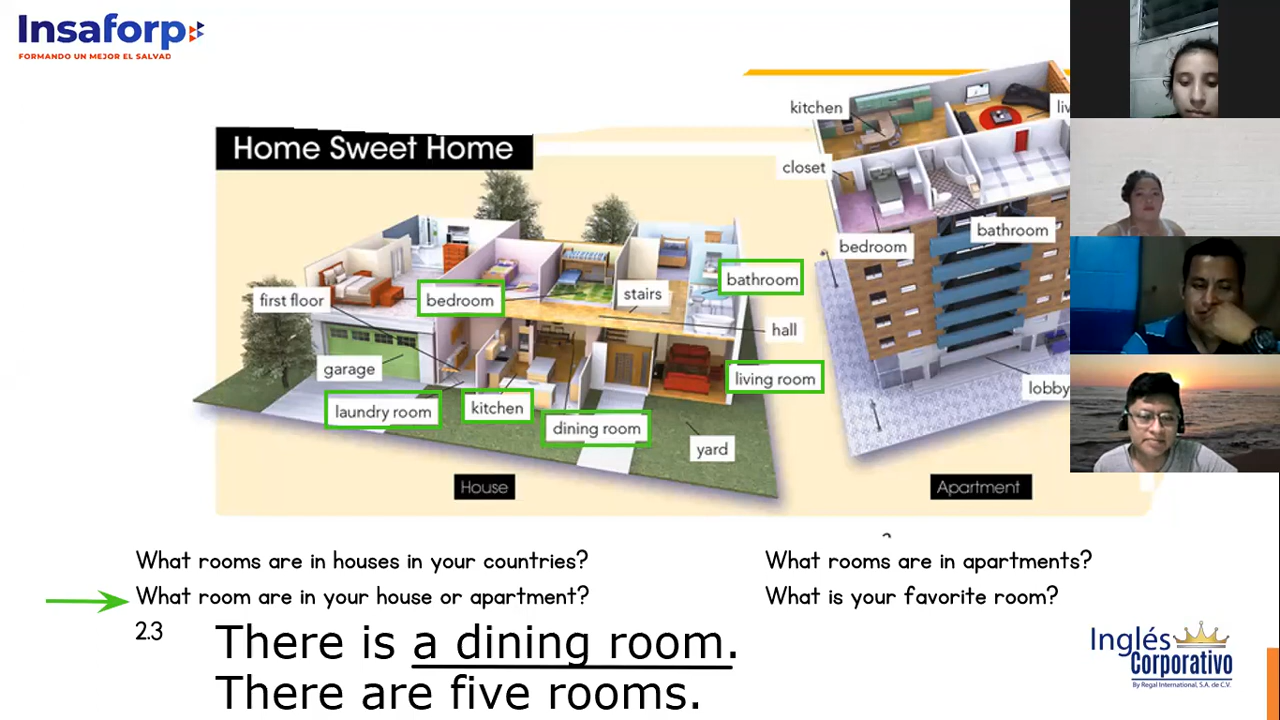 Insaforp
FORMANDO UN MEJOR EL SALVAD
Home Sweet Home
kitchen
closet
bedroom
bathroom
lobby
Apartment
first floor
bedroom
stairs
bathroom
hall
garage
living room
laundry room
kitchen
dining room
yard
House
What rooms are in houses in your countries?
What room are in your house or apartment?
What rooms are in apartments?
What is your favorite room?
2.3
There is a dining room.
There are five rooms.
Inglés
Corporativo
By Regal International, S.A. de C.V.